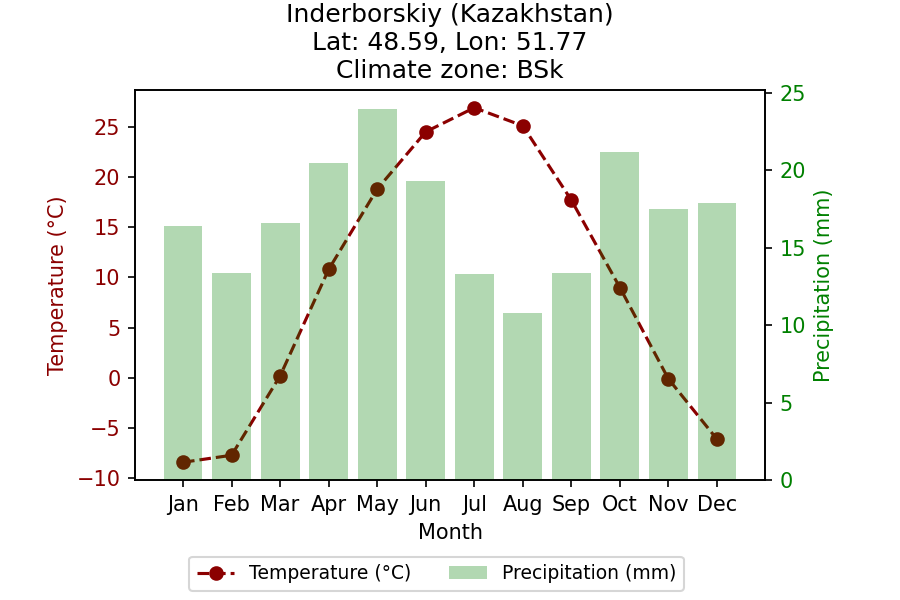 Inderborskiy (Kazakhstan)
Lat: 48.59, Lon: 51.77
Climate zone: BSk
Temperature (°C)
25
20
15
10
5
0
−5
−10
25
20
15
10
5
0
Precipitation (mm)
Jan Feb Mar Apr May Jun Jul Aug Sep Oct Nov Dec
Month
Temperature (°C) Precipitation (mm)